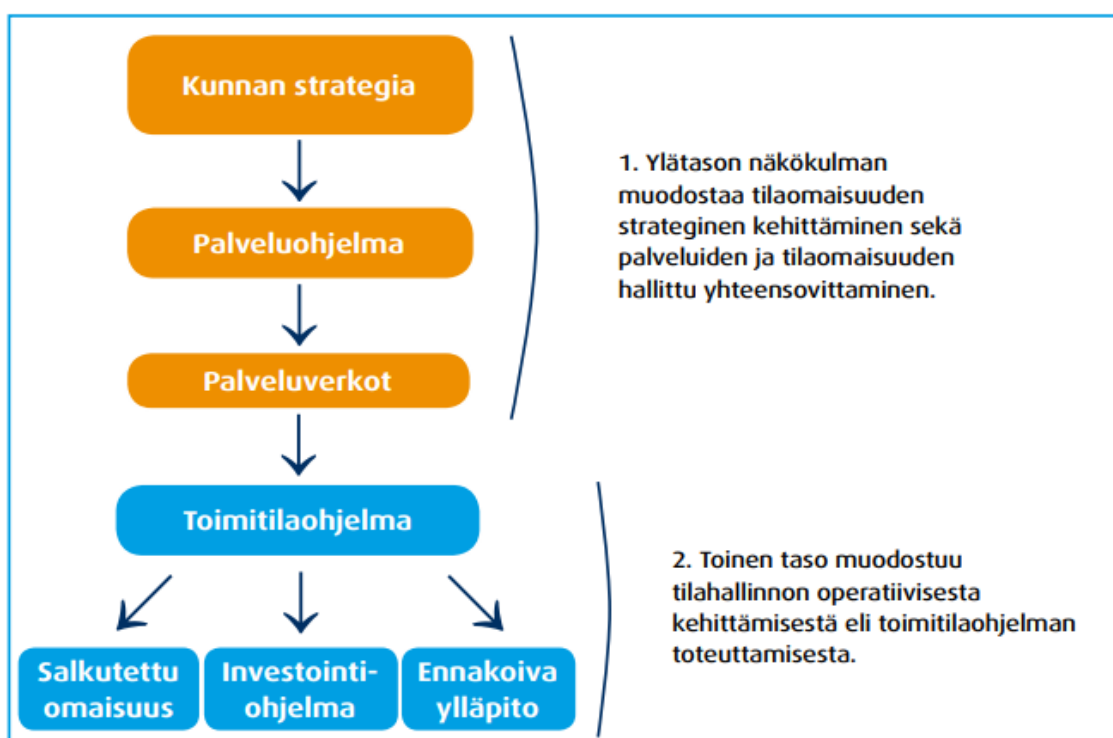 Kunnan strategia
Palveluohjelma
Palveluverkot
1. Ylätason näkökulman
muodostaa tilaomaisuuden
strateginen kehittäminen sekä
palveluiden ja tilaomaisuuden
hallittu yhteensovittaminen.
Toimitilaohjelma
Salkutettu
omaisuus
Investointi-
ohjelma
Ennakoiva
ylläpito
2. Toinen taso muodostuu
tilahallinnon operatiivisesta
kehittämisestä eli toimitilaohjelman
toteuttamisesta.